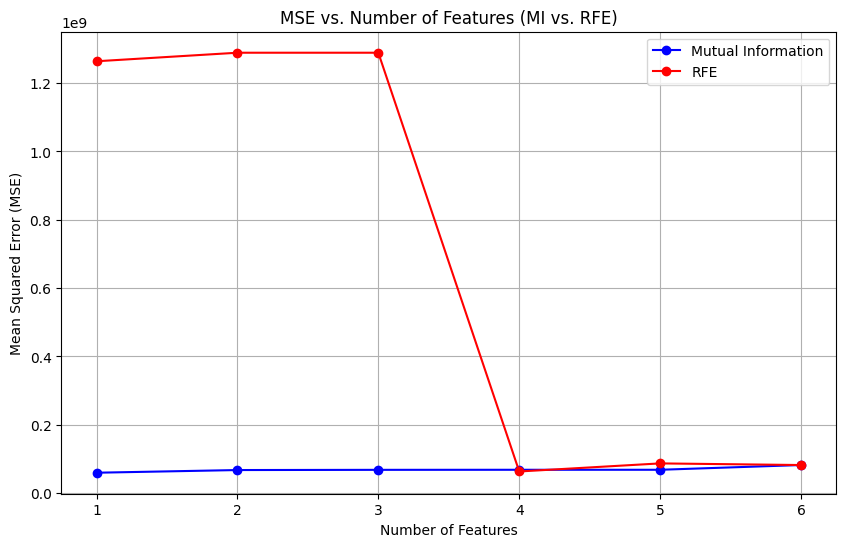 MSE vs. Number of Features (MI vs. RFE)
1e9
Mutual Information
RFE
Mean Squared Error (MSE)
1.2
1.0
0.8
0.6
0.4
0.2
0.0
1 2 3 4 5 6
Number of Features